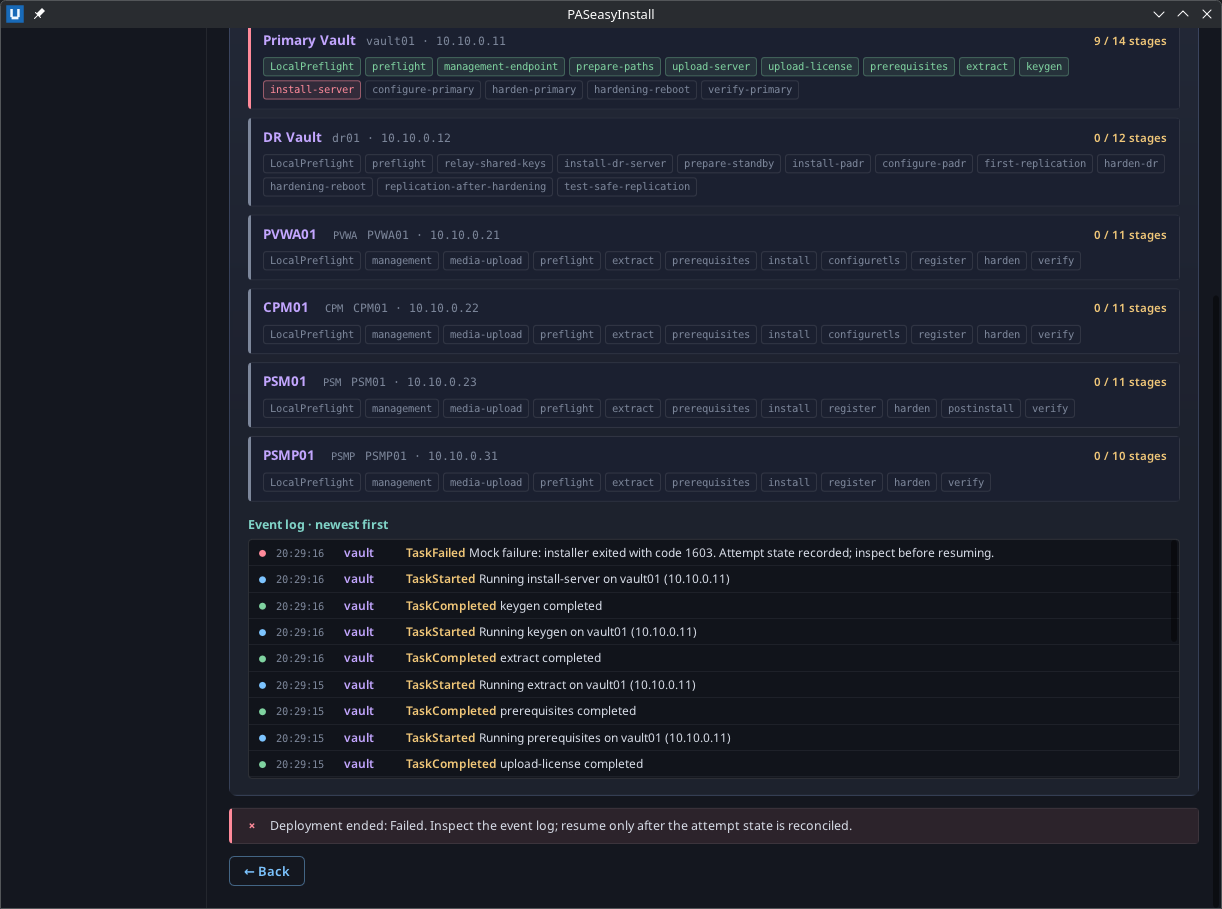 U PASeasyInstall
Primary Vault vault01 · 10.10.0.11 9 / 14 stages
LocalPreflight preflight management-endpoint prepare-paths upload-server upload-license prerequisites extract keygen
install-server configure-primary harden-primary hardening-reboot verify-primary
DR Vault dr01 · 10.10.0.12 0 / 12 stages
LocalPreflight preflight relay-shared-keys install-dr-server prepare-standby install-padr configure-padr first-replication harden-dr
hardening-reboot replication-after-hardening test-safe-replication
PVWA01 PVWA PVWA01 · 10.10.0.21 0 / 11 stages
LocalPreflight management media-upload preflight extract prerequisites install configuretls register harden verify
CPM01 CPM CPM01 · 10.10.0.22 0 / 11 stages
LocalPreflight management media-upload preflight extract prerequisites install configuretls register harden verify
PSM01 PSM PSM01 · 10.10.0.23 0 / 11 stages
LocalPreflight management media-upload preflight extract prerequisites install register harden postinstall verify
PSMP01 PSMP PSMP01 · 10.10.0.31 0 / 10 stages
LocalPreflight management media-upload preflight extract prerequisites install register harden verify
Event log · newest first
20:29:16 vault TaskFailed Mock failure: installer exited with code 1603. Attempt state recorded; inspect before resuming.
20:29:16 vault TaskStarted Running install-server on vault01 (10.10.0.11)
20:29:16 vault TaskCompleted keygen completed
20:29:16 vault TaskStarted Running keygen on vault01 (10.10.0.11)
20:29:16 vault TaskCompleted extract completed
20:29:15 vault TaskStarted Running extract on vault01 (10.10.0.11)
20:29:15 vault TaskCompleted prerequisites completed
20:29:15 vault TaskStarted Running prerequisites on vault01 (10.10.0.11)
20:29:15 vault TaskCompleted upload-license completed
× Deployment ended: Failed. Inspect the event log; resume only after the attempt state is reconciled.
← Back